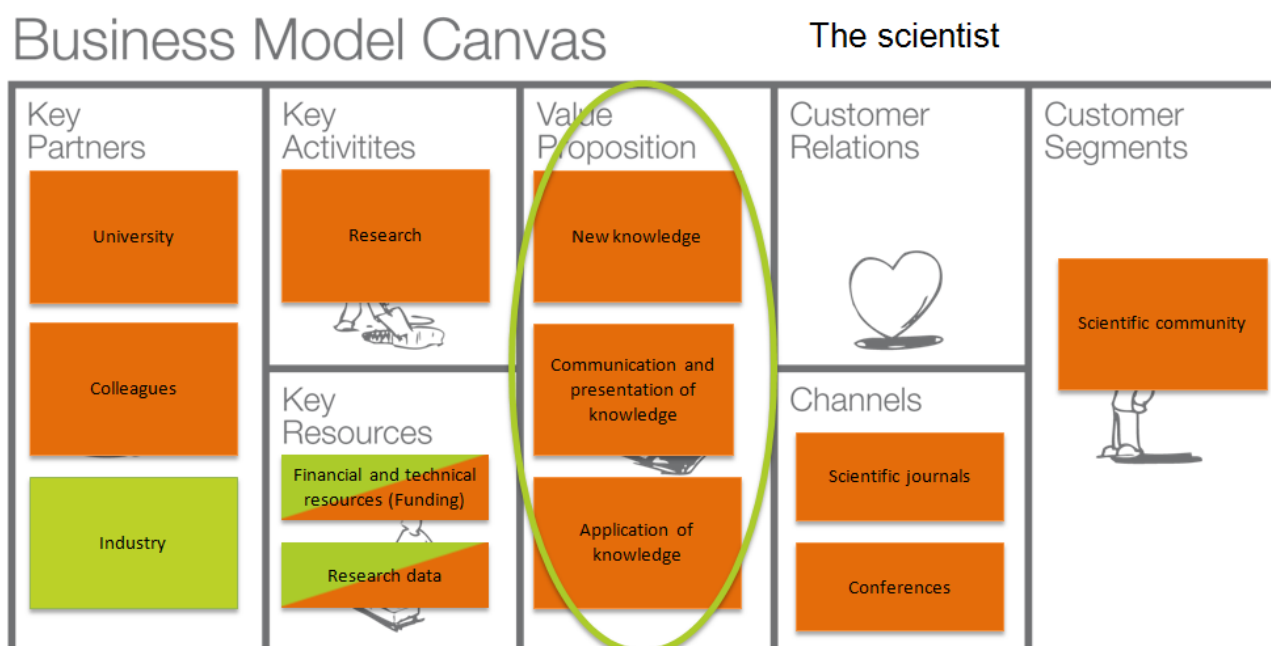 Business Model Canvas
The scientist
Key
Partners
University
Colleagues
Industry
Key
Activitites
Research
Key
Resources
Financial and technical
resources (Funding)
Research data
Value
Proposition
New knowledge
Communication and
presentation of
knowledge
Application of
knowledge
Customer
Relations
Channels
Scientific journals
Conferences
Customer
Segments
Scientific community